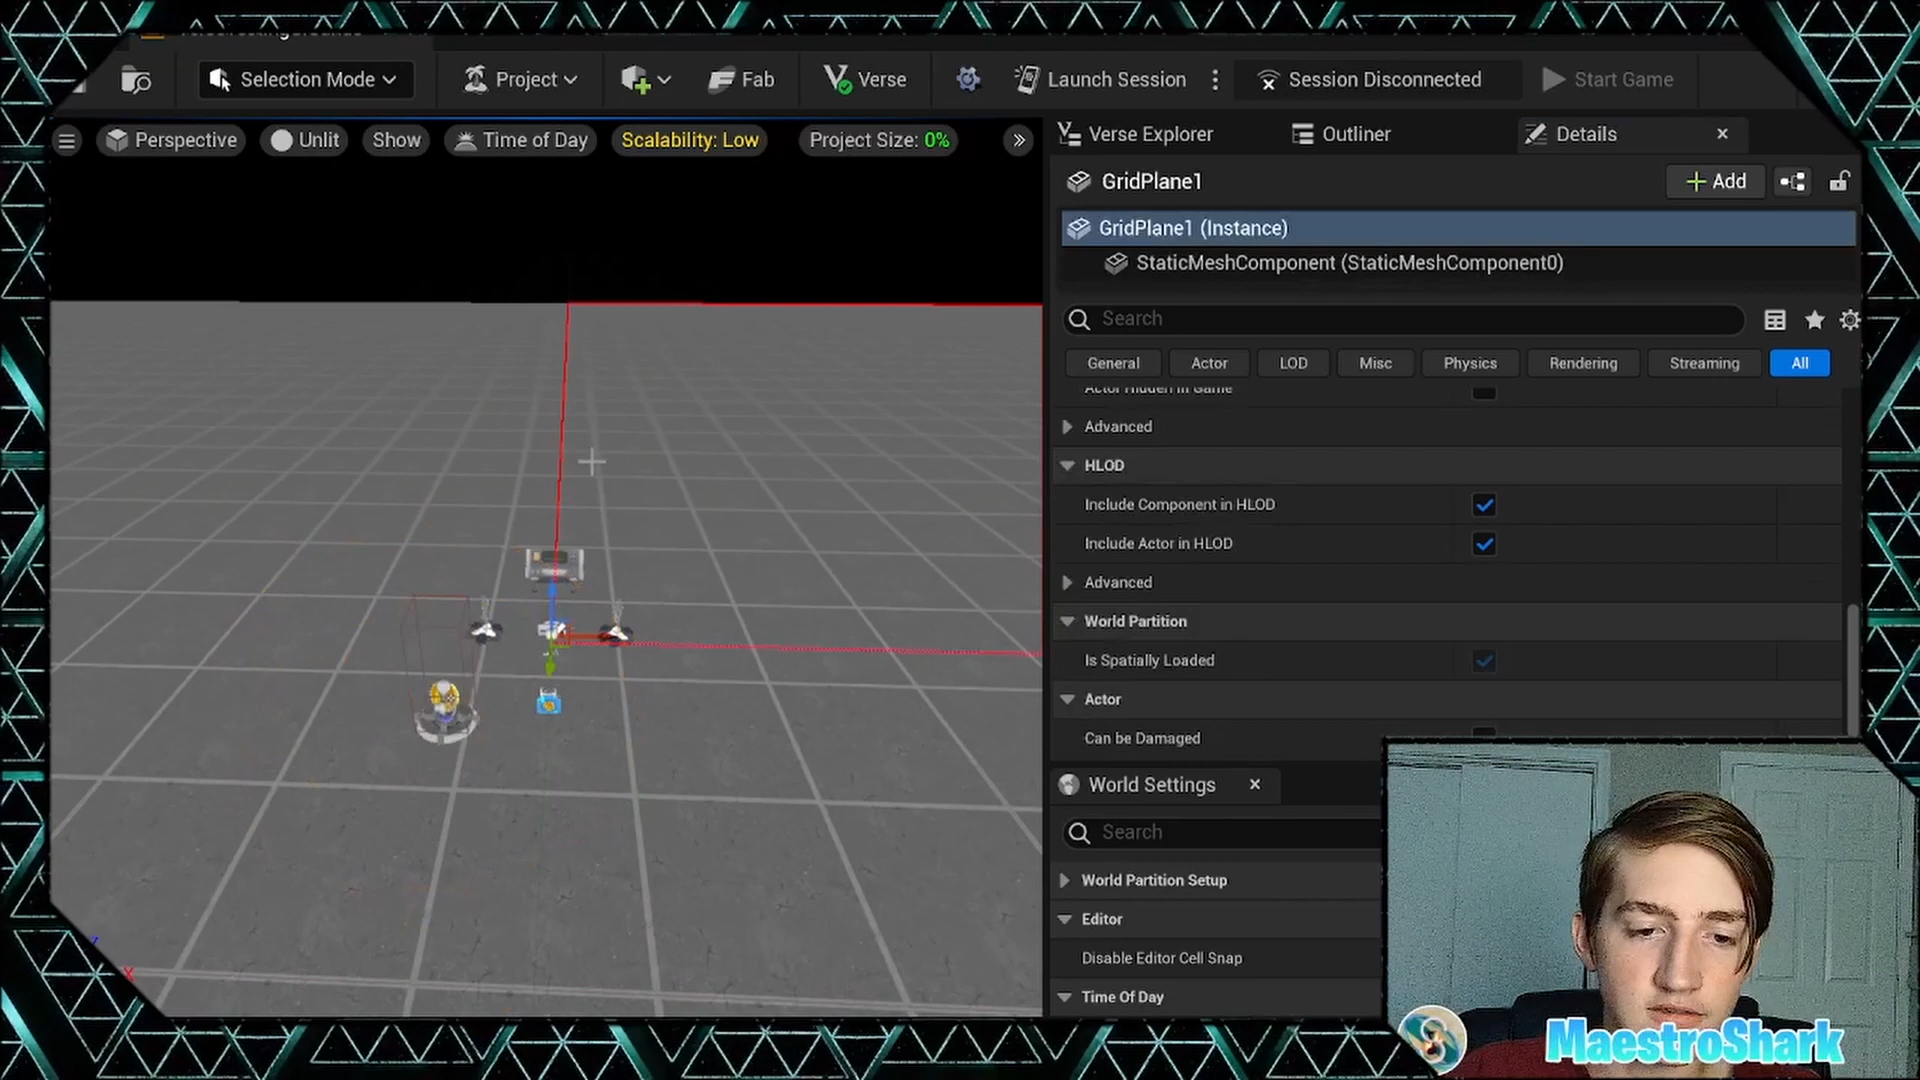 Selection Mode
Project
Fab
Verse
Launch Session
Session Disconnected
Start Game
Perspective
Unlit
Show
Time of Day
Scalability: Low
Project Size: 0%
Verse Explorer
Outliner
Details
GridPlane1
Add
GridPlane1 (Instance)
StaticMeshComponent (StaticMeshComponent0)
Search
General
Actor
LOD
Misc
Physics
Rendering
Streaming
All
Actor Hidden in Game
Advanced
HLOD
Include Component in HLOD
Include Actor in HLOD
Advanced
World Partition
Is Spatially Loaded
Actor
Can be Damaged
World Settings
Search
World Partition Setup
Editor
Disable Editor Cell Snap
Time Of Day
Z
X
MaestroShark